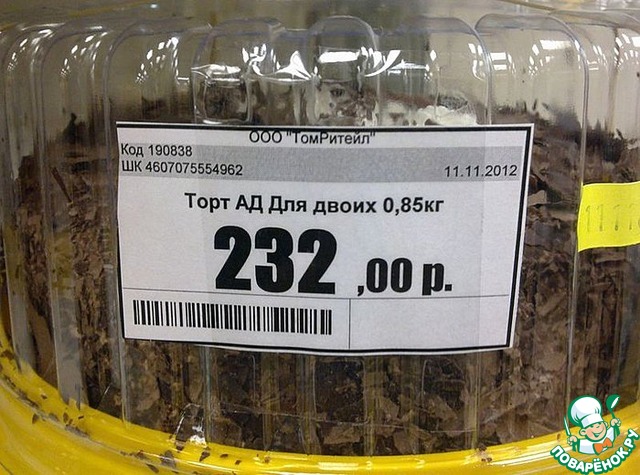 ООО "ТомРитейл"
Код 190838
ШК 4607075554962
11.11.2012
Торт АД Для двоих 0,85кг
232 ,00 р.
ПОВАРЁНОК.РУ